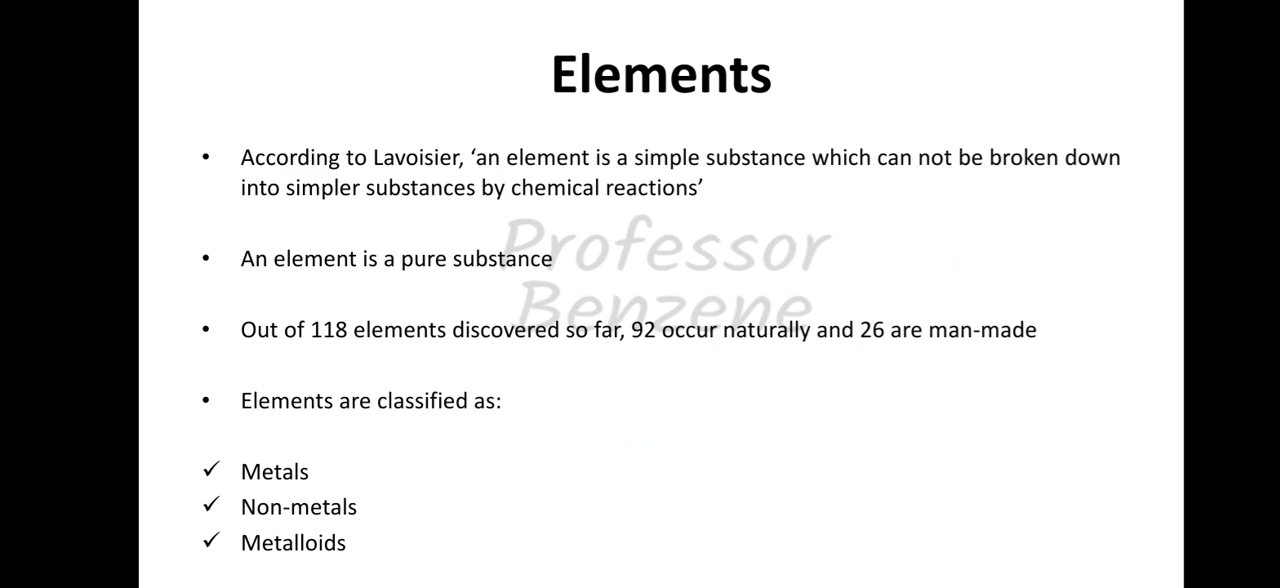 Elements
• According to Lavoisier, ‘an element is a simple substance which can not be broken down
into simpler substances by chemical reactions’
Professor
• An element is a pure substance
Benzene
• Out of 118 elements discovered so far, 92 occur naturally and 26 are man-made
• Elements are classified as:
✓ Metals
✓ Non-metals
✓ Metalloids